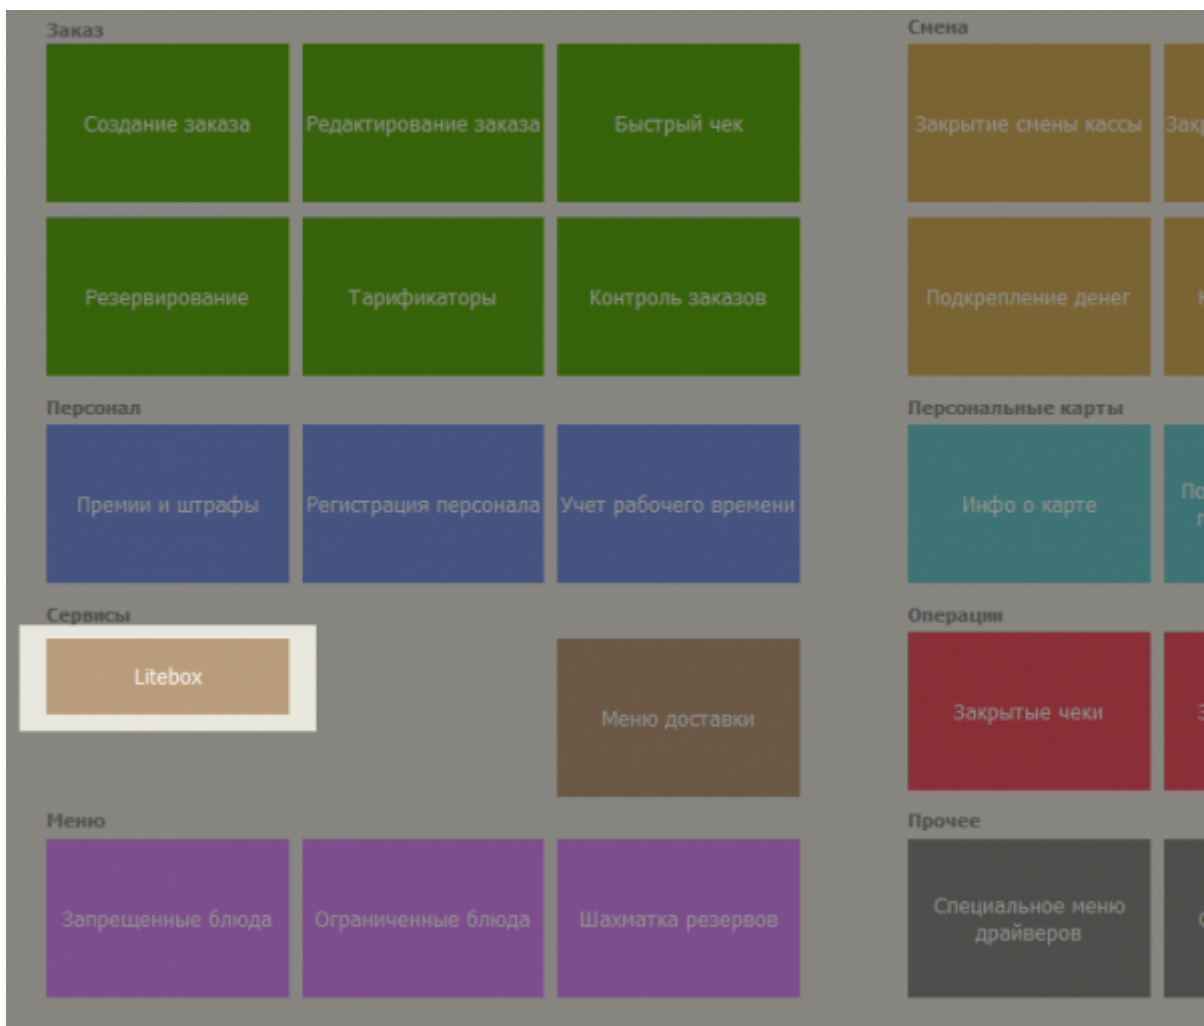 Заказ
Создание заказа
Редактирование заказа
Быстрый чек
Резервирование
Тарификаторы
Контроль заказов
Персонал
Премии и штрафы
Регистрация персонала
Учет рабочего времени
Сервисы
Litebox
Меню доставки
Меню
Запрещенные блюда
Ограниченные блюда
Шахматка резервов
Смена
Закрытие смены кассы
Подкрепление денег
Персональные карты
Инфо о карте
Операции
Закрытые чеки
Прочее
Специальное меню
драйверов